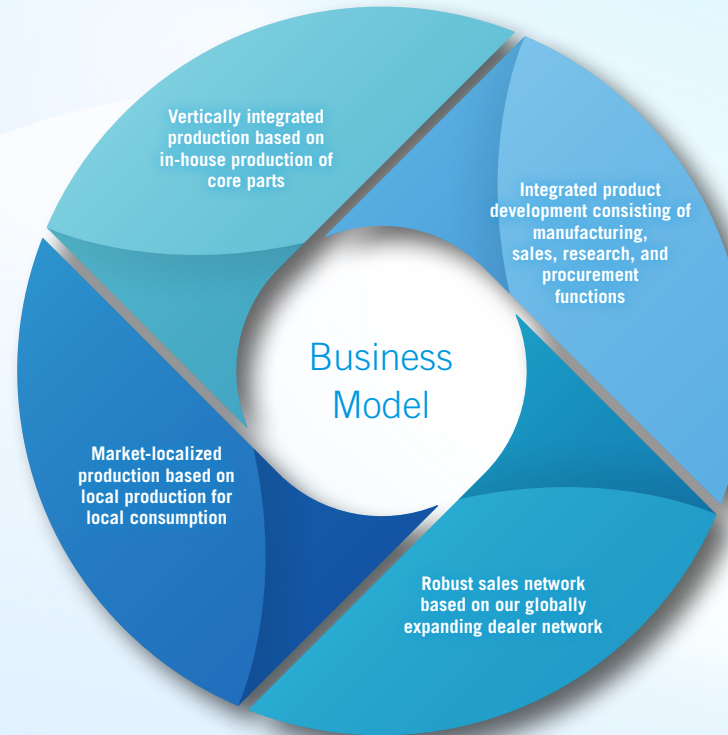 Vertically integrated
production based on
in-house production of
core parts
Integrated product
development consisting of
manufacturing,
sales, research, and
procurement
functions
Business
Model
Market-localized
production based on
local production for
local consumption
Robust sales network
based on our globally
expanding dealer network